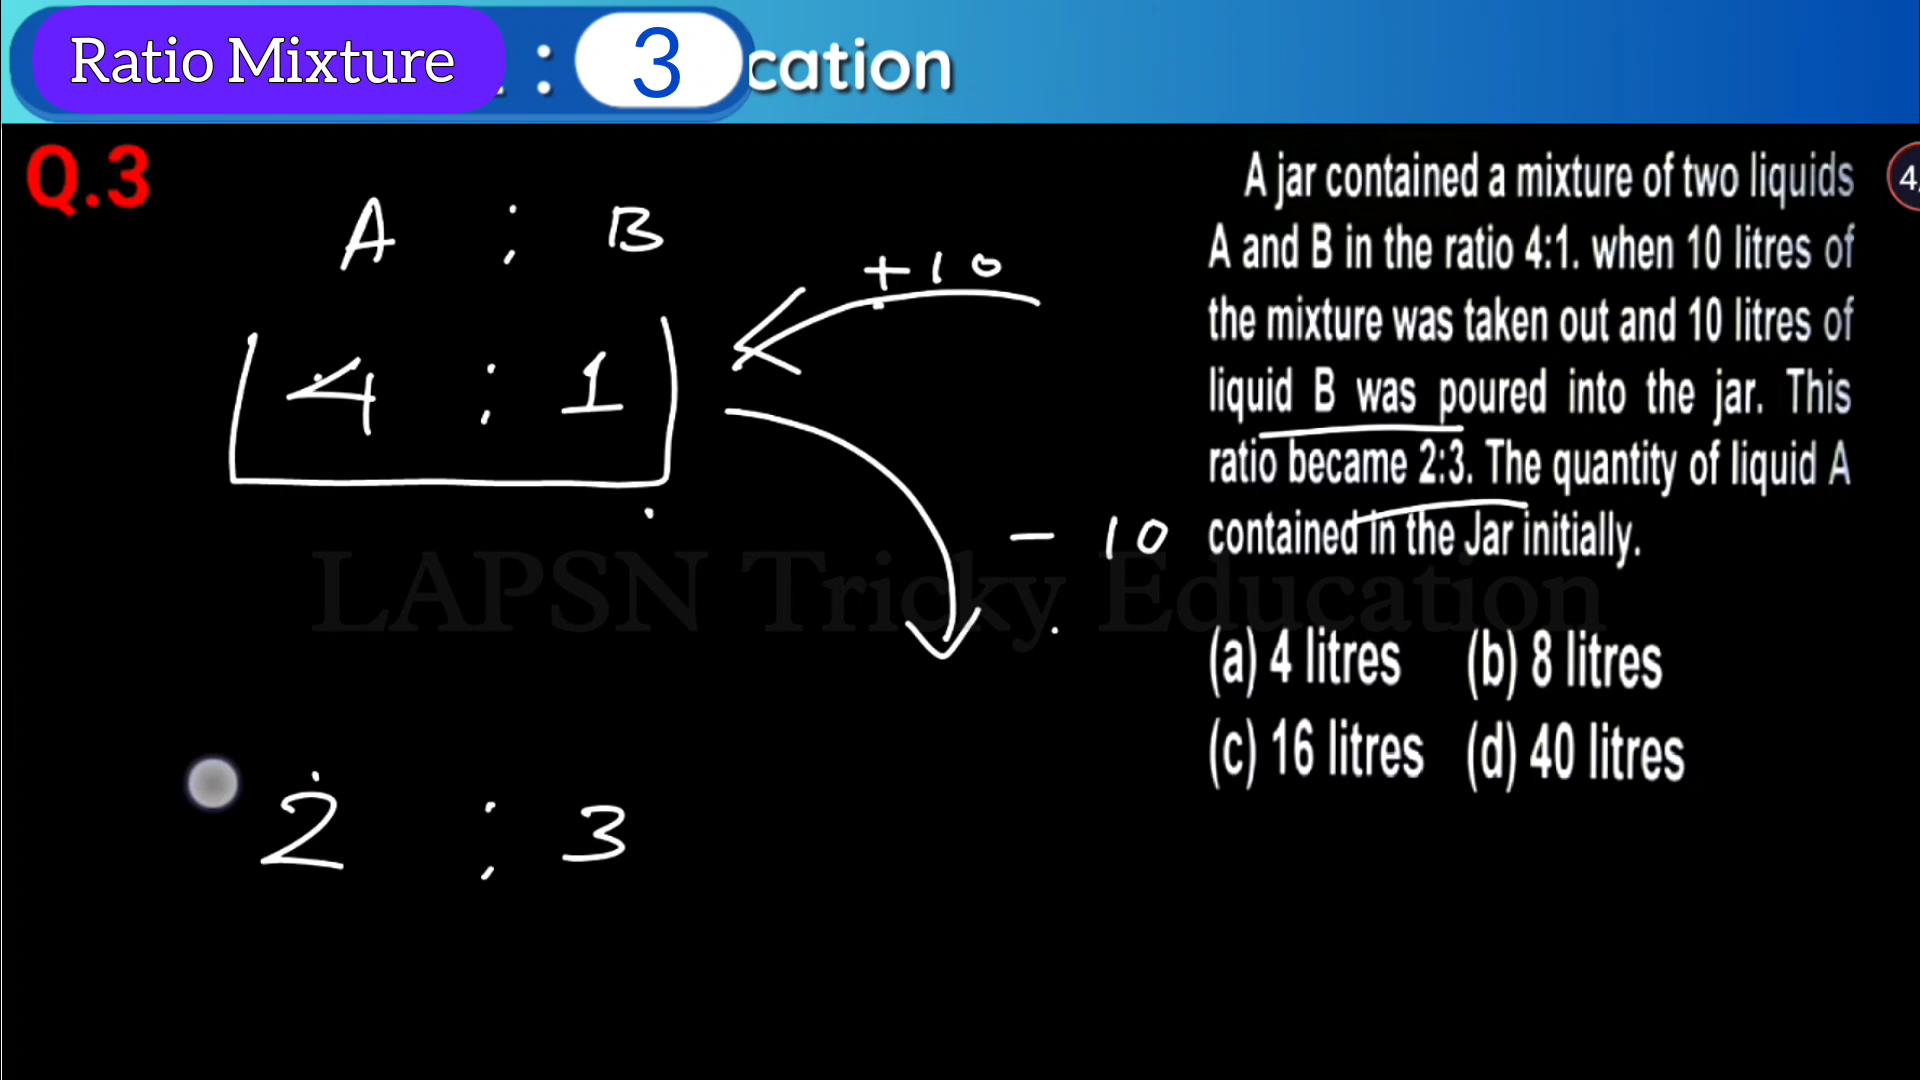 Ratio Mixture : 3 cation
Q.3
A : B
+10
4 : 1
- 10
2 : 3
A jar contained a mixture of two liquids
A and B in the ratio 4:1. when 10 litres of
the mixture was taken out and 10 litres of
liquid B was poured into the jar. This
ratio became 2:3. The quantity of liquid A
contained in the Jar initially.
(a) 4 litres (b) 8 litres
(c) 16 litres (d) 40 litres
LAPSN Tricky Education
4